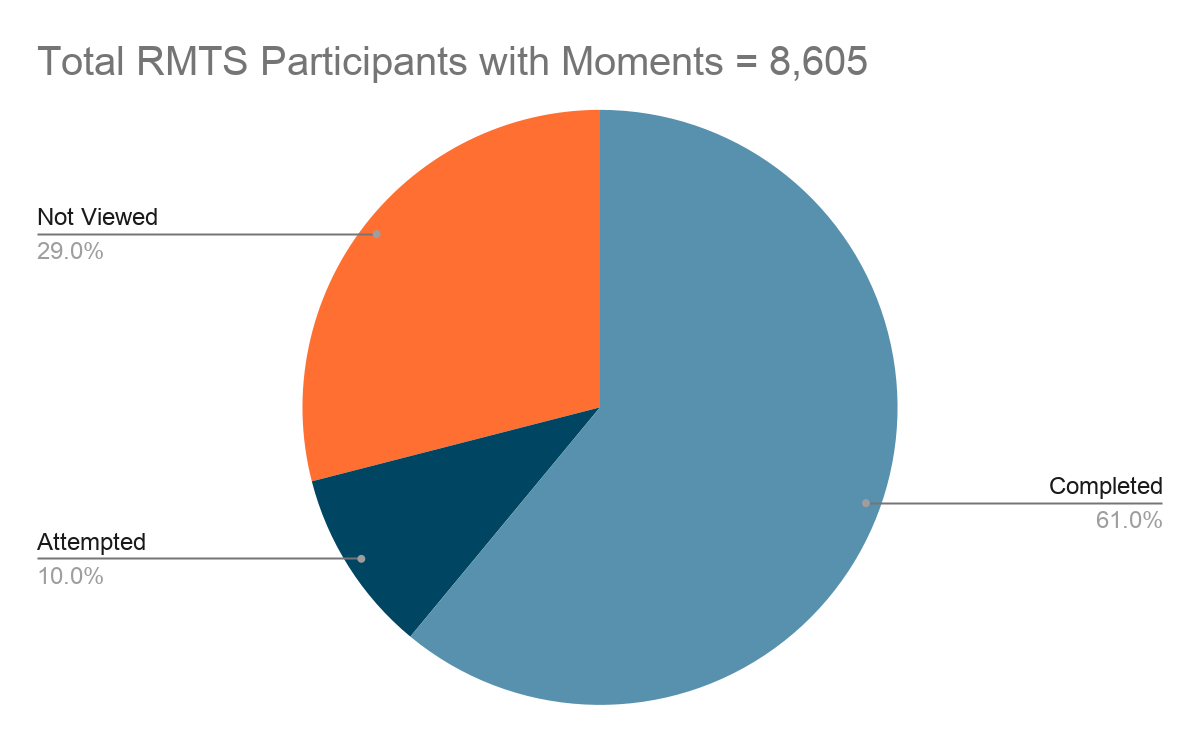 Total RMTS Participants with Moments = 8,605
Not Viewed
29.0%
Completed
61.0%
Attempted
10.0%